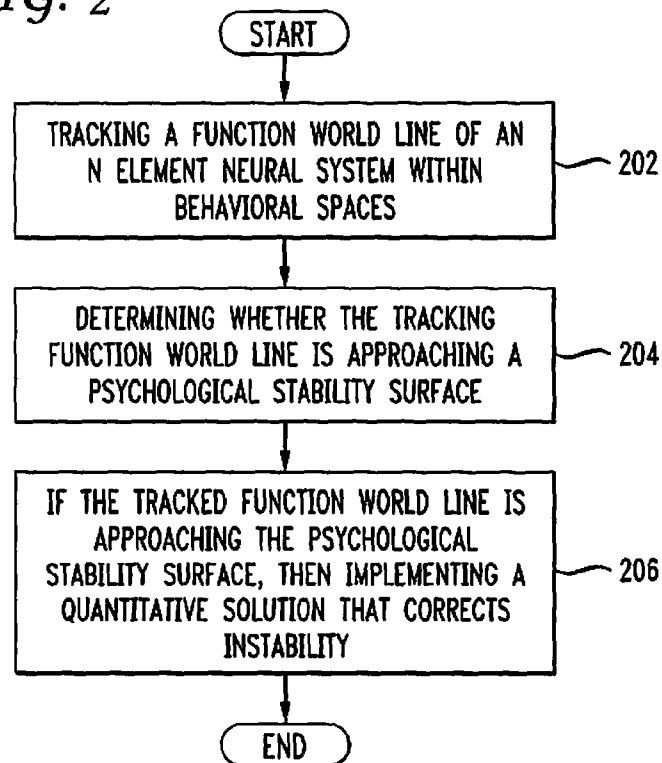 Fig. 2
START
TRACKING A FUNCTION WORLD LINE OF AN
N ELEMENT NEURAL SYSTEM WITHIN
BEHAVIORAL SPACES
202
DETERMINING WHETHER THE TRACKING
FUNCTION WORLD LINE IS APPROACHING A
PSYCHOLOGICAL STABILITY SURFACE
204
IF THE TRACKED FUNCTION WORLD LINE IS
APPROACHING THE PSYCHOLOGICAL
STABILITY SURFACE, THEN IMPLEMENTING A
QUANTITATIVE SOLUTION THAT CORRECTS
INSTABILITY
206
END